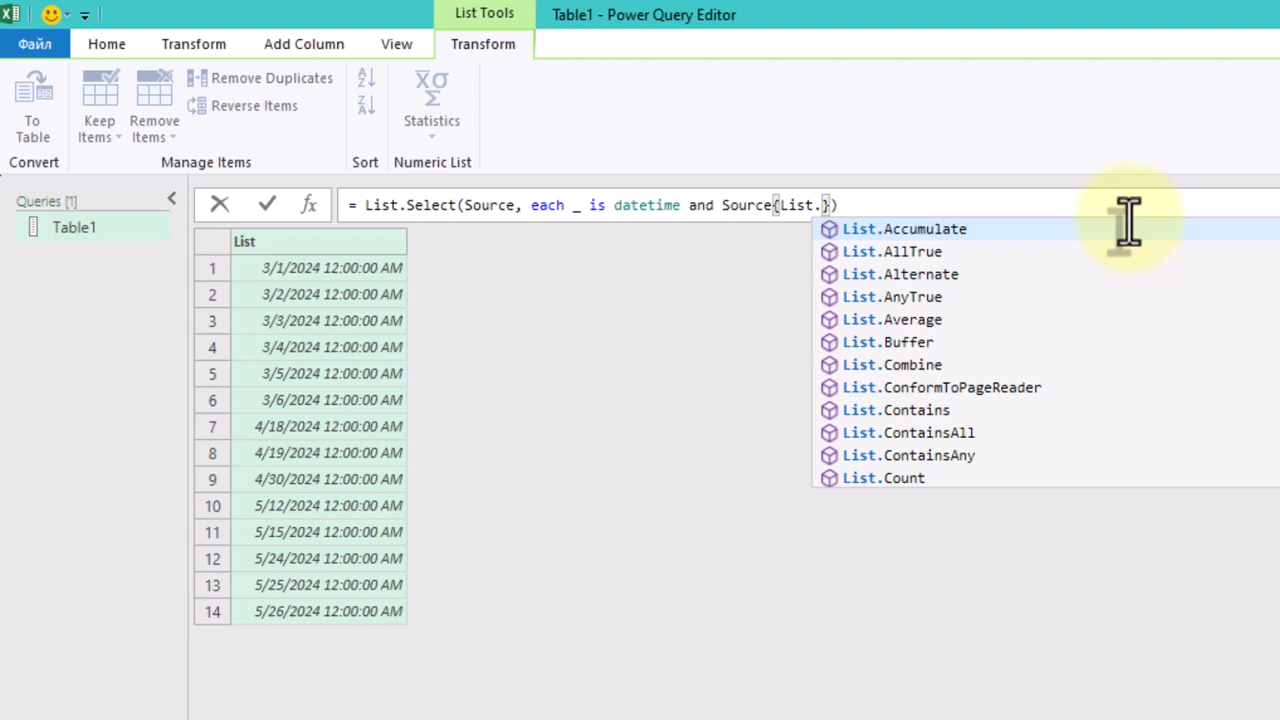 List Tools
Table1 - Power Query Editor
Файл
Home
Transform
Add Column
View
Transform
To
Table
Keep
Items
Remove
Items
Remove Duplicates
Reverse Items
Statistics
Convert
Manage Items
Sort
Numeric List
Queries [1]
Table1
fx
= List.Select(Source, each _ is datetime and Source{List.})
List
1 3/1/2024 12:00:00 AM
2 3/2/2024 12:00:00 AM
3 3/3/2024 12:00:00 AM
4 3/4/2024 12:00:00 AM
5 3/5/2024 12:00:00 AM
6 3/6/2024 12:00:00 AM
7 4/18/2024 12:00:00 AM
8 4/19/2024 12:00:00 AM
9 4/30/2024 12:00:00 AM
10 5/12/2024 12:00:00 AM
11 5/15/2024 12:00:00 AM
12 5/24/2024 12:00:00 AM
13 5/25/2024 12:00:00 AM
14 5/26/2024 12:00:00 AM
List.Accumulate
List.AllTrue
List.Alternate
List.AnyTrue
List.Average
List.Buffer
List.Combine
List.ConformToPageReader
List.Contains
List.ContainsAll
List.ContainsAny
List.Count